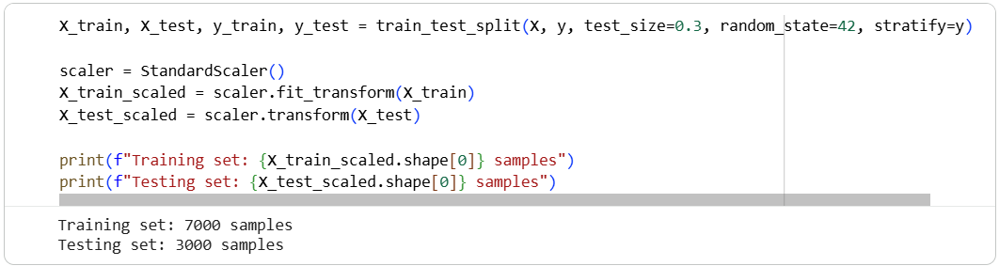 X_train, X_test, y_train, y_test = train_test_split(X, y, test_size=0.3, random_state=42, stratify=y)
scaler = StandardScaler()
X_train_scaled = scaler.fit_transform(X_train)
X_test_scaled = scaler.transform(X_test)
print(f"Training set: {X_train_scaled.shape[0]} samples")
print(f"Testing set: {X_test_scaled.shape[0]} samples")
Training set: 7000 samples
Testing set: 3000 samples